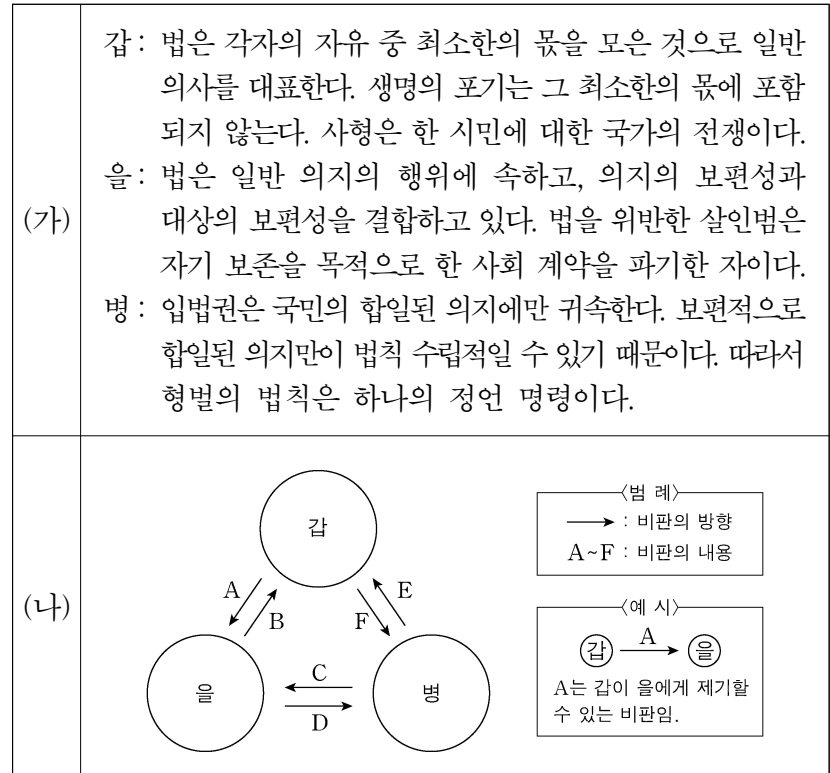 (가)
갑 : 법은 각자의 자유 중 최소한의 몫을 모은 것으로 일반
의사를 대표한다. 생명의 포기는 그 최소한의 몫에 포함
되지 않는다. 사형은 한 시민에 대한 국가의 전쟁이다.
을 : 법은 일반 의지의 행위에 속하고, 의지의 보편성과
대상의 보편성을 결합하고 있다. 법을 위반한 살인범은
자기 보존을 목적으로 한 사회 계약을 파기한 자이다.
병 : 입법권은 국민의 합일된 의지에만 귀속한다. 보편적으로
합일된 의지만이 법칙 수립적일 수 있기 때문이다. 따라서
형벌의 법칙은 하나의 정언 명령이다.
(나)
갑
A
B
F
E
을
C
D
병
〈범 례〉
→ : 비판의 방향
A~F : 비판의 내용
〈예 시〉
갑 A → 을
A는 갑이 을에게 제기할
수 있는 비판임.